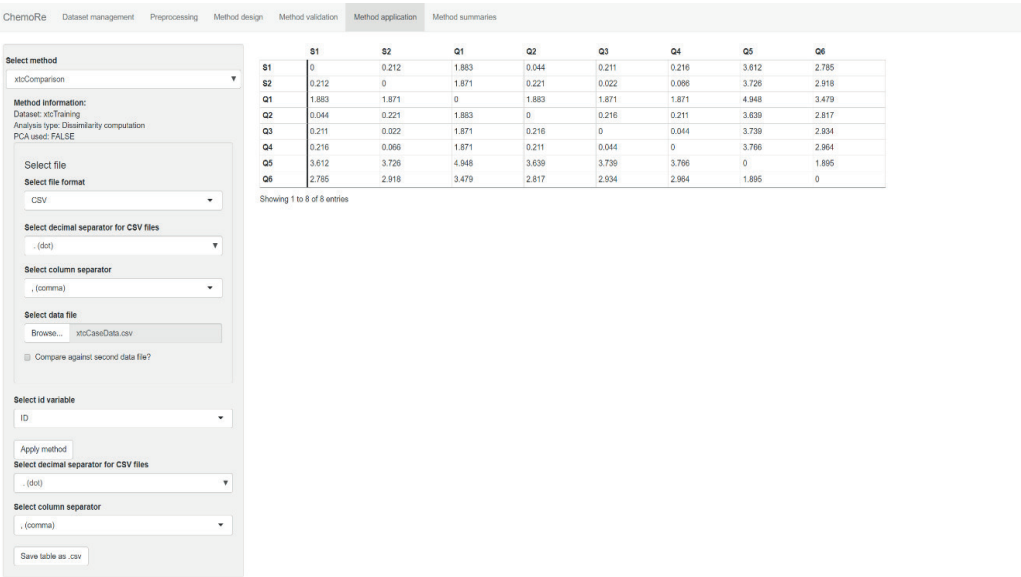 ChemoRe Dataset management Preprocessing Method design Method validation Method application Method summaries
Select method
xtcComparison
Method information:
Dataset: xtcTraining
Analysis type: Dissimilarity computation
PCA used: FALSE
Select file
Select file format
CSV
Select decimal separator for CSV files
. (dot)
Select column separator
, (comma)
Select data file
Browse... xtcCaseData.csv
Compare against second data file?
Select id variable
ID
Apply method
Select decimal separator for CSV files
. (dot)
Select column separator
, (comma)
Save table as .csv
S1 S2 Q1 Q2 Q3 Q4 Q5 Q6
S1 0 0.212 1.883 0.044 0.211 0.216 3.612 2.785
S2 0.212 0 1.871 0.221 0.022 0.066 3.726 2.918
Q1 1.883 1.871 0 1.883 1.871 1.871 4.948 3.479
Q2 0.044 0.221 1.883 0 0.216 0.211 3.639 2.817
Q3 0.211 0.022 1.871 0.216 0 0.044 3.739 2.934
Q4 0.216 0.066 1.871 0.211 0.044 0 3.766 2.964
Q5 3.612 3.726 4.948 3.639 3.739 3.766 0 1.895
Q6 2.785 2.918 3.479 2.817 2.934 2.964 1.895 0
Showing 1 to 8 of 8 entries